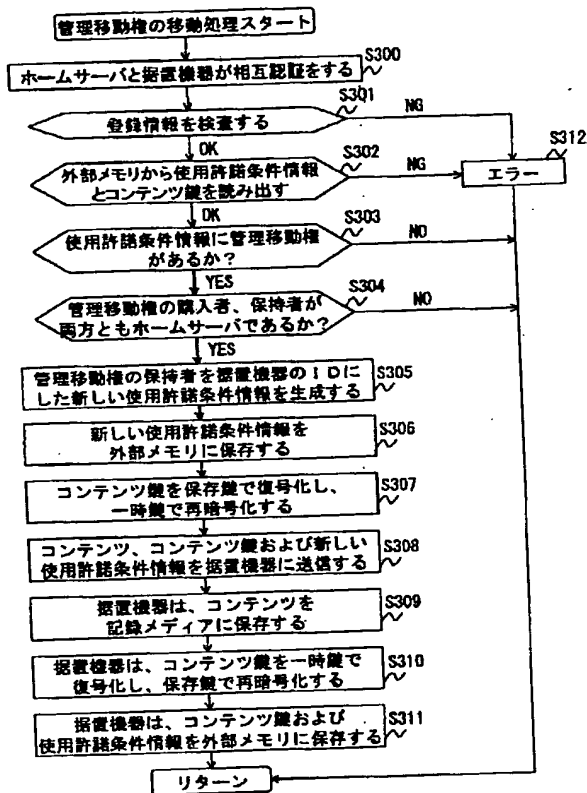 管理移動権の移動処理スタート
ホームサーバと据置機器が相互認証をする
S300
登録情報を検査する
S301
NG
OK
外部メモリから使用許諾条件情報
とコンテンツ鍵を読み出す
S302
NG
エラー
S312
OK
使用許諾条件情報に管理移動権
があるか？
S303
NO
YES
管理移動権の購入者、保持者が
両方ともホームサーバであるか？
S304
NO
YES
管理移動権の保持者を据置機器のIDに
した新しい使用許諾条件情報を生成する
S305
新しい使用許諾条件情報を
外部メモリに保存する
S306
コンテンツ鍵を保存鍵で復号化し、
一時鍵で再暗号化する
S307
コンテンツ、コンテンツ鍵および新しい
使用許諾条件情報を据置機器に送信する
S308
据置機器は、コンテンツを
記録メディアに保存する
S309
据置機器は、コンテンツ鍵を一時鍵で
復号化し、保存鍵で再暗号化する
S310
据置機器は、コンテンツ鍵および
使用許諾条件情報を外部メモリに保存する
S311
リターン